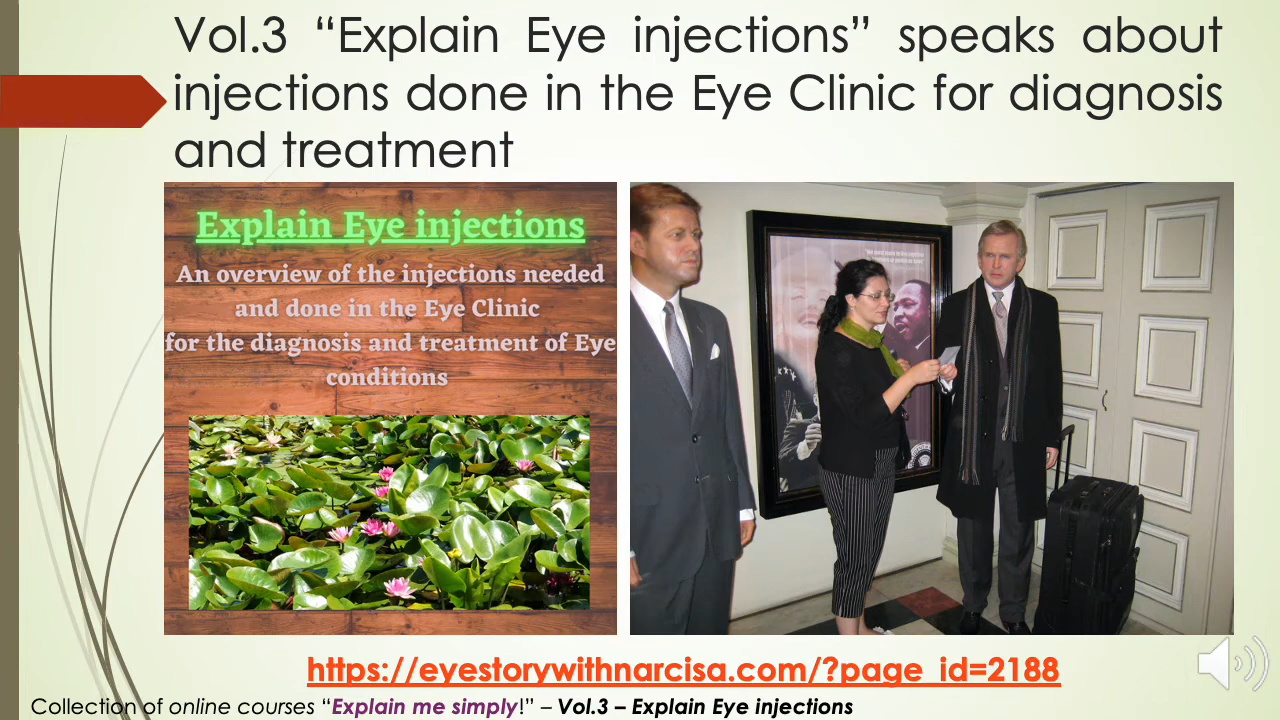 Vol.3 “Explain Eye injections” speaks about
injections done in the Eye Clinic for diagnosis
and treatment
Explain Eye injections
An overview of the injections needed
and done in the Eye Clinic
for the diagnosis and treatment of Eye
conditions
https://eyestorywithnarcisa.com/?page_id=2188
Collection of online courses “Explain me simply!” – Vol.3 – Explain Eye injections